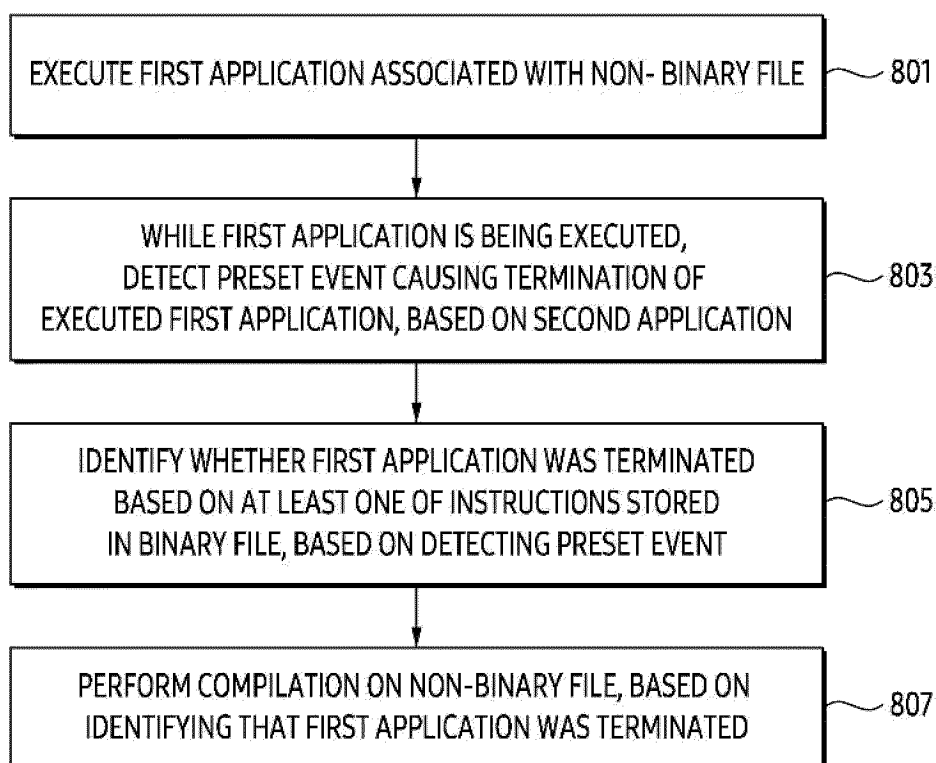 EXECUTE FIRST APPLICATION ASSOCIATED WITH NON- BINARY FILE
801
WHILE FIRST APPLICATION IS BEING EXECUTED,
DETECT PRESET EVENT CAUSING TERMINATION OF
EXECUTED FIRST APPLICATION, BASED ON SECOND APPLICATION
803
IDENTIFY WHETHER FIRST APPLICATION WAS TERMINATED
BASED ON AT LEAST ONE OF INSTRUCTIONS STORED
IN BINARY FILE, BASED ON DETECTING PRESET EVENT
805
PERFORM COMPILATION ON NON-BINARY FILE, BASED ON
IDENTIFYING THAT FIRST APPLICATION WAS TERMINATED
807